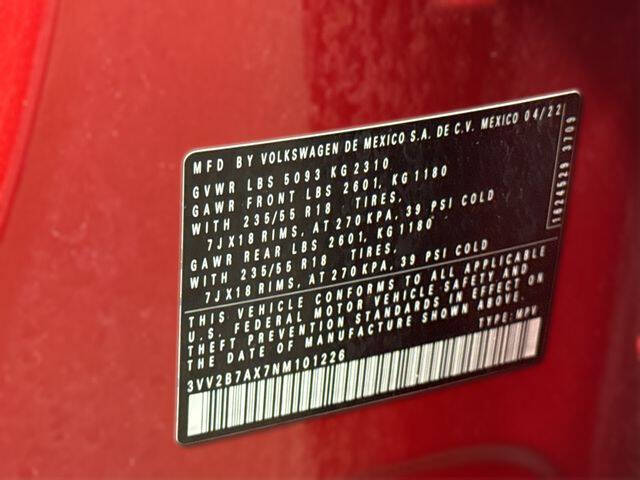 MFD BY VOLKSWAGEN DE MEXICO S.A. DE C.V. MEXICO 04/22
GVWR LBS 5093 KG 2310
GAWR FRONT LBS 2601, KG 1180
WITH 235/55 R18 TIRES,
7JX18 RIMS, AT 270 KPA, 39 PSI COLD
GAWR REAR LBS 2601, KG 1180
WITH 235/55 R18 TIRES,
7JX18 RIMS, AT 270 KPA, 39 PSI COLD
THIS VEHICLE CONFORMS TO ALL APPLICABLE
U.S. FEDERAL MOTOR VEHICLE SAFETY AND
THEFT PREVENTION STANDARDS IN EFFECT ON
THE DATE OF MANUFACTURE SHOWN ABOVE.
3VV2B7AX7NM101226 TYPE: MPV
1624529 3709